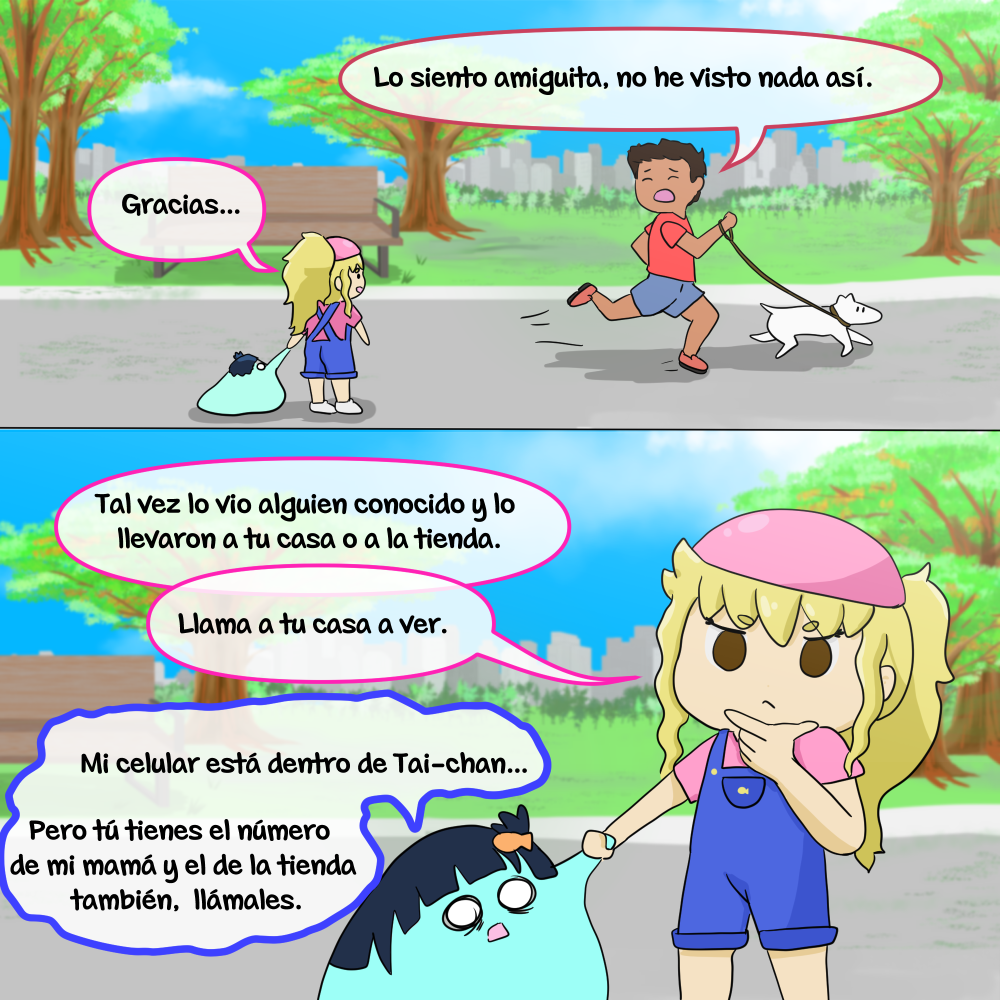 Lo siento amiguita, no he visto nada así.
Gracias...
Tal vez lo vio alguien conocido y lo
llevaron a tu casa o a la tienda.
Llama a tu casa a ver.
Mi celular está dentro de Tai-chan...
Pero tú tienes el número
de mi mamá y el de la tienda
también, llámales.